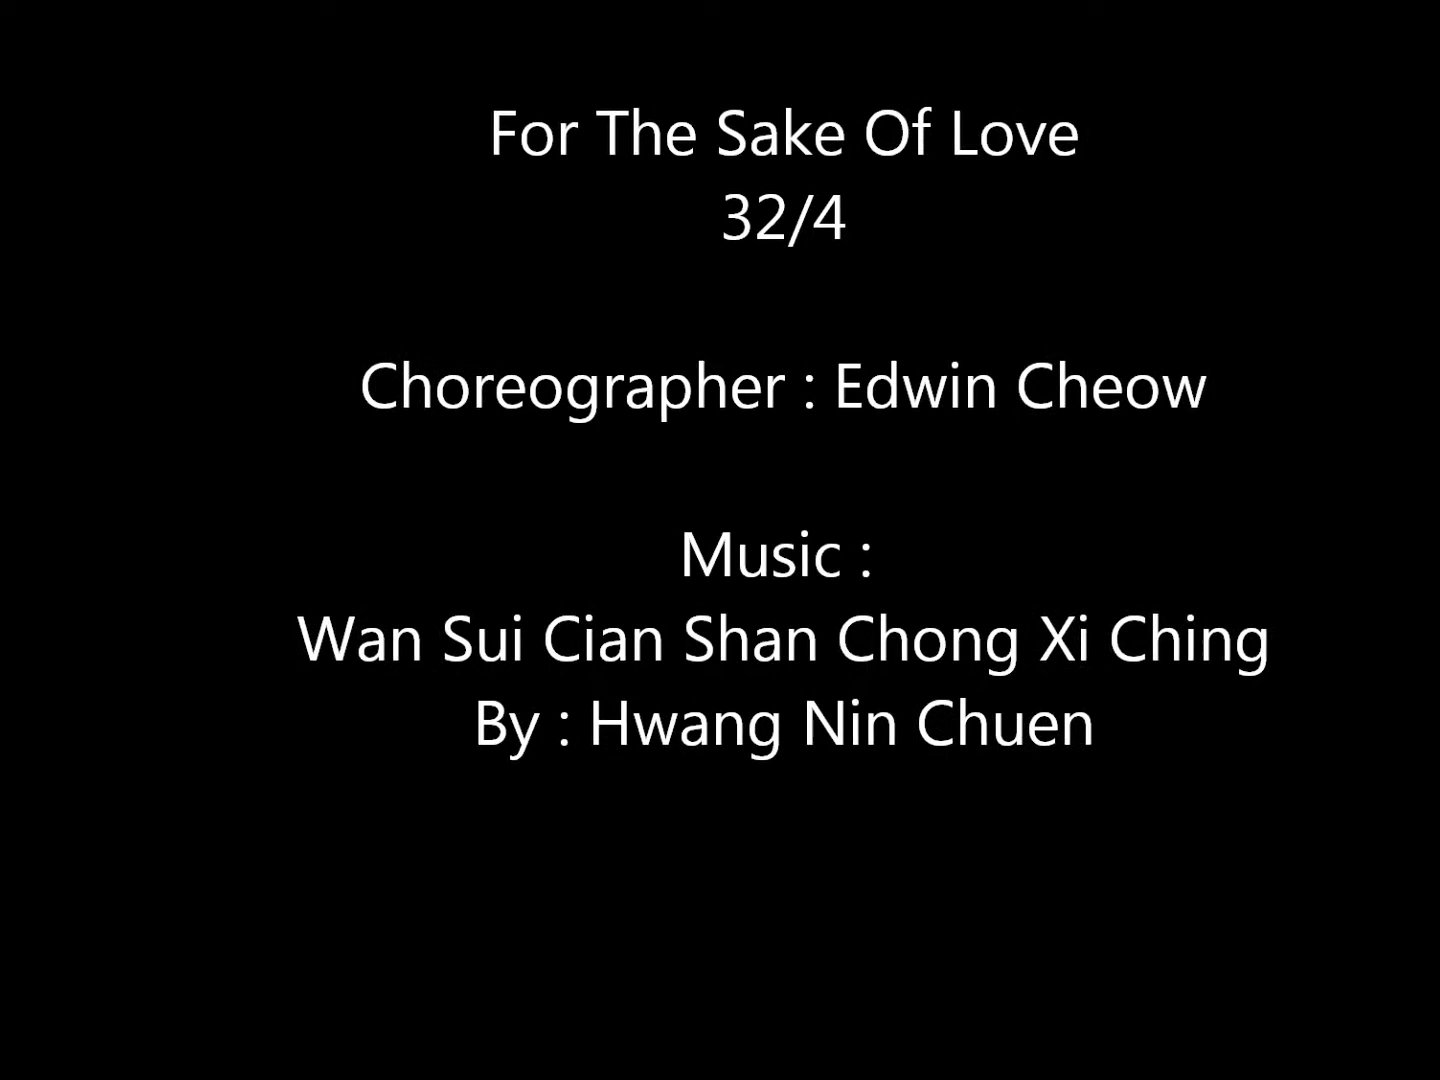 For The Sake Of Love
32/4
Choreographer : Edwin Cheow
Music :
Wan Sui Cian Shan Chong Xi Ching
By : Hwang Nin Chuen